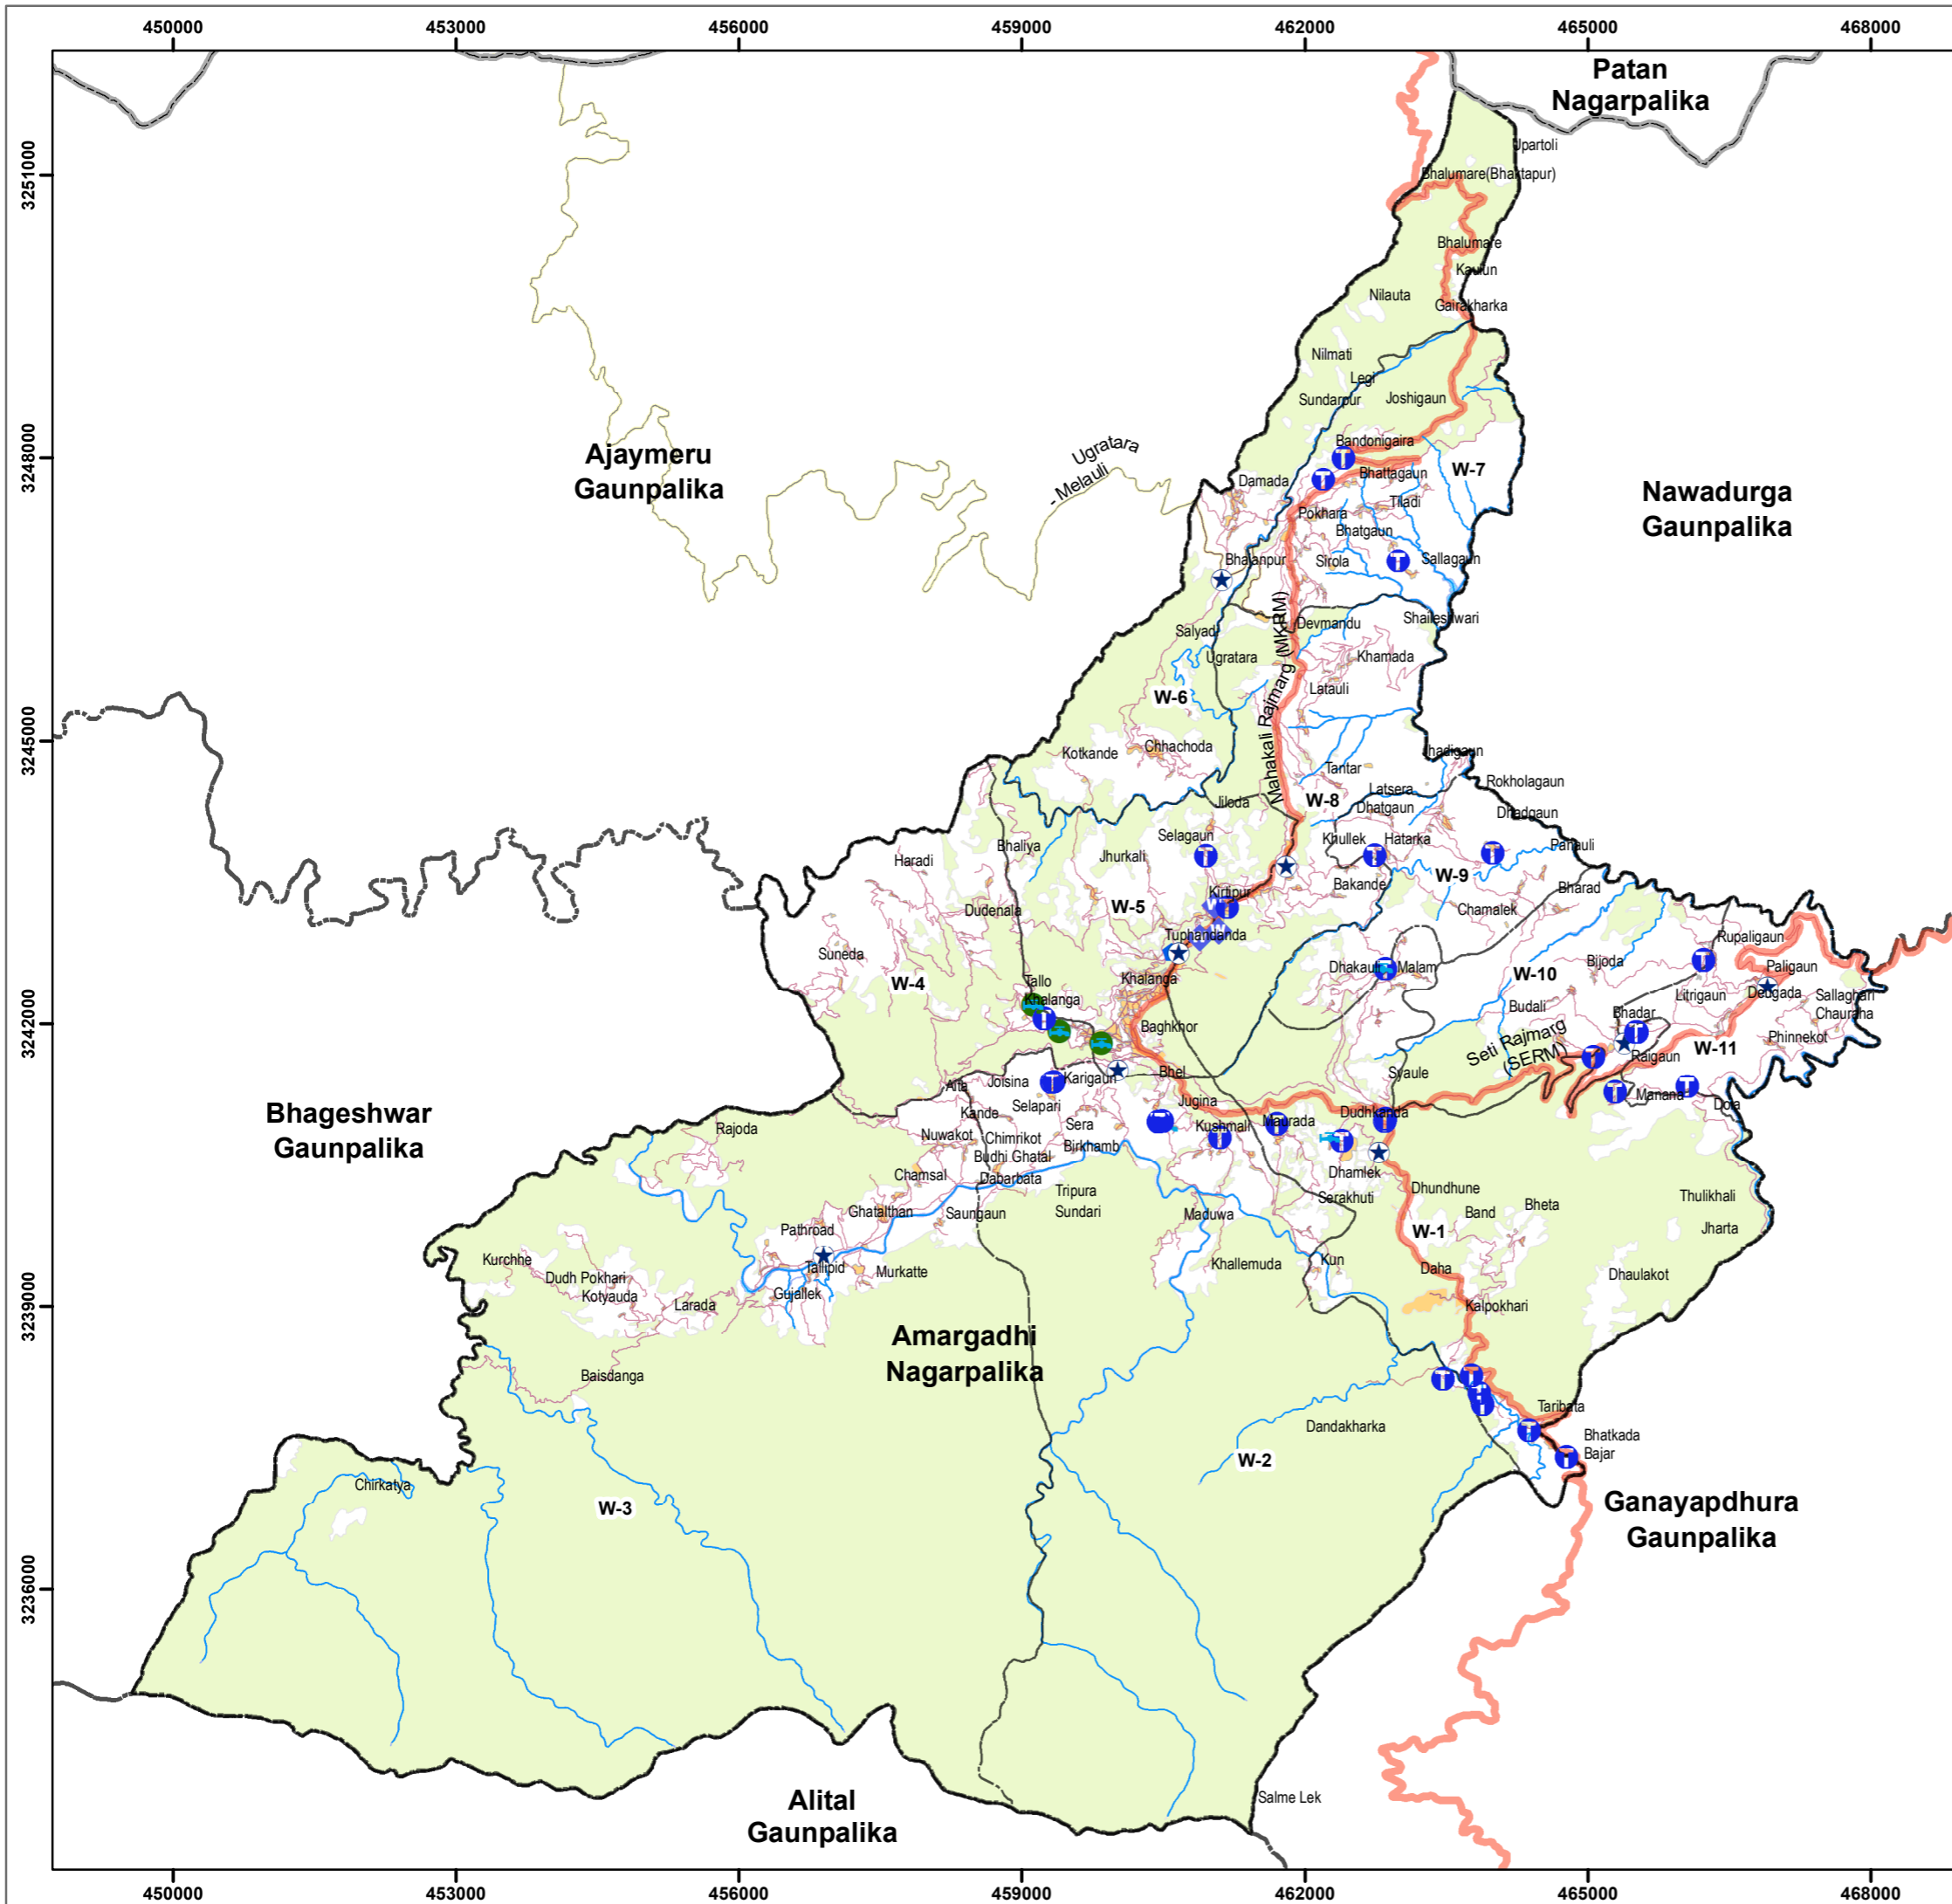 450000 453000 456000 459000 462000 465000 468000
Patan
Nagarpalika
3251000
Upartoli
Bhalumare(Bhaktapur)
Bhalumare
Kaulun
Nilauta
Gairakharka
Nilmati
Legi
Sundarpur
Joshigaun
3248000
Ajaymeru
Gaunpalika
Ugratara
- Melauli
Bandonigaira
Bhattagaun
W-7
Damada
Tiladi
Pokhara
Bhatgaun
Nawadurga
Gaunpalika
Bhalanpur
Sirola
Sallagaun
Mahakali Rajmarg (MKRM)
Salyadi
Devmandu
Shaileshwari
Ugratara
Khamada
W-6
Latauli
3245000
Kotkande
Chhachoda
Jhadigaun
Tantar
Rokholagaun
Latsera
Jiloda
W-8
Dhatgaun
Dhadgaun
Selagaun
Khullek
Hatarka
Panauli
Bhaliya
Jhurkali
Haradi
W-9
Bakande
Bharad
Kirtipur
W-5
Dudenala
Chamalek
Tuphandanda
Rupaligaun
Suneda
Dhakauli
Malam
Bijoda
Paligaun
W-4
Tallo
Khalanga
Khalanga
W-10
Litrigaun
Deugada
Sallaghari
Chauraha
3242000
Budali
Bhadar
Baghkhor
Phinnekot
Seti Rajmarg
(SERM)
Raigaun
W-11
Bhel
Syaule
Aita
Joisina
Karigaun
Manana
Dola
Selapari
Jugina
Kande
Dudhkanda
Maurada
Bhageshwar
Gaunpalika
Rajoda
Nuwakot
Chimrikot
Sera
Kushmali
Birkhamb
Budhi Ghatal
Chamsal
Dabarbata
Dhamlek
Tripura
Sundari
Serakhuti
Dhundhune
Thulikhali
Ghatalthan
Saungaun
Maduwa
Band
Bheta
Jharta
Pathroad
W-1
Kurchhe
Tallipid
Murkatte
Khallemuda
Kun
Daha
Dhaulakot
Dudh Pokhari
Kotyauda
Larada
Gujallek
3239000
Kalpokhari
Amargadhi
Nagarpalika
Baisdanga
Taribata
Dandakharka
Bhatkada
Bajar
W-2
Chirkatya
W-3
Ganayapdhura
Gaunpalika
3236000
Salme Lek
Alital
Gaunpalika
450000 453000 456000 459000 462000 465000 468000